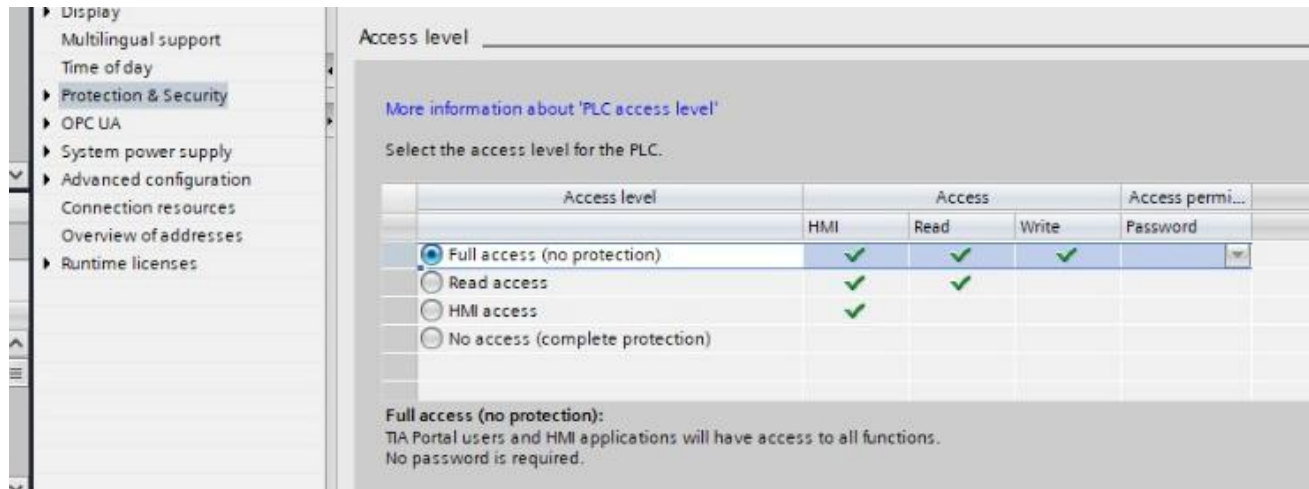 Display
Multilingual support
Time of day
Protection & Security
OPC UA
System power supply
Advanced configuration
Connection resources
Overview of addresses
Runtime licenses
Access level
More information about 'PLC access level'
Select the access level for the PLC.
Access level Access Access permi...
HMI Read Write Password
Full access (no protection)
Read access
HMI access
No access (complete protection)
Full access (no protection):
TIA Portal users and HMI applications will have access to all functions.
No password is required.